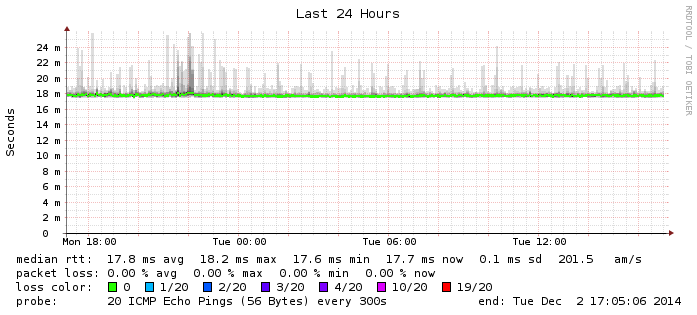 Last 24 Hours
RRDTOOL / TOBI OETIKER
Seconds
24 m
22 m
20 m
18 m
16 m
14 m
12 m
10 m
8 m
6 m
4 m
2 m
0
Mon 18:00 Tue 00:00 Tue 06:00 Tue 12:00
median rtt: 17.8 ms avg 18.2 ms max 17.6 ms min 17.7 ms now 0.1 ms sd 201.5 am/s
packet loss: 0.00 % avg 0.00 % max 0.00 % min 0.00 % now
loss color: 0 1/20 2/20 3/20 4/20 10/20 19/20
probe: 20 ICMP Echo Pings (56 Bytes) every 300s end: Tue Dec 2 17:05:06 2014